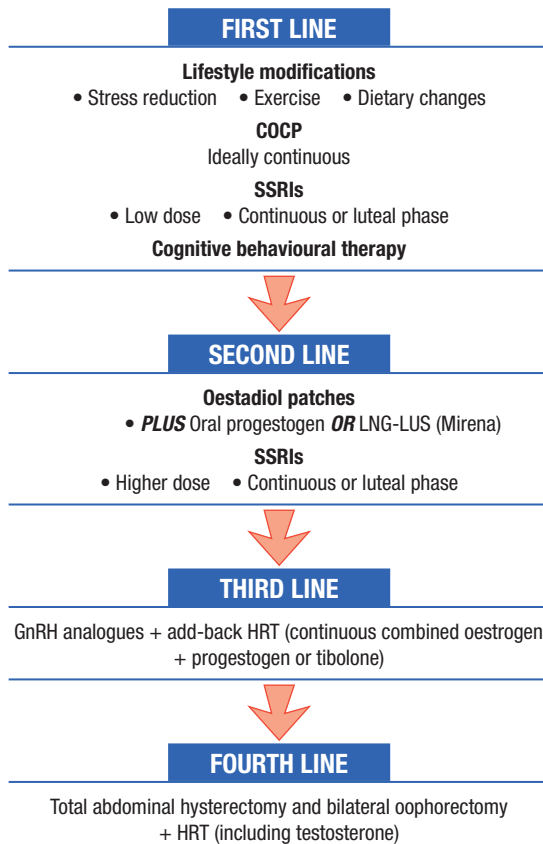 FIRST LINE
Lifestyle modifications
• Stress reduction • Exercise • Dietary changes
COCP
Ideally continuous
SSRIs
• Low dose • Continuous or luteal phase
Cognitive behavioural therapy
SECOND LINE
Oestadiol patches
• PLUS Oral progestogen OR LNG-LUS (Mirena)
SSRIs
• Higher dose • Continuous or luteal phase
THIRD LINE
GnRH analogues + add-back HRT (continuous combined oestrogen
+ progestogen or tibolone)
FOURTH LINE
Total abdominal hysterectomy and bilateral oophorectomy
+ HRT (including testosterone)